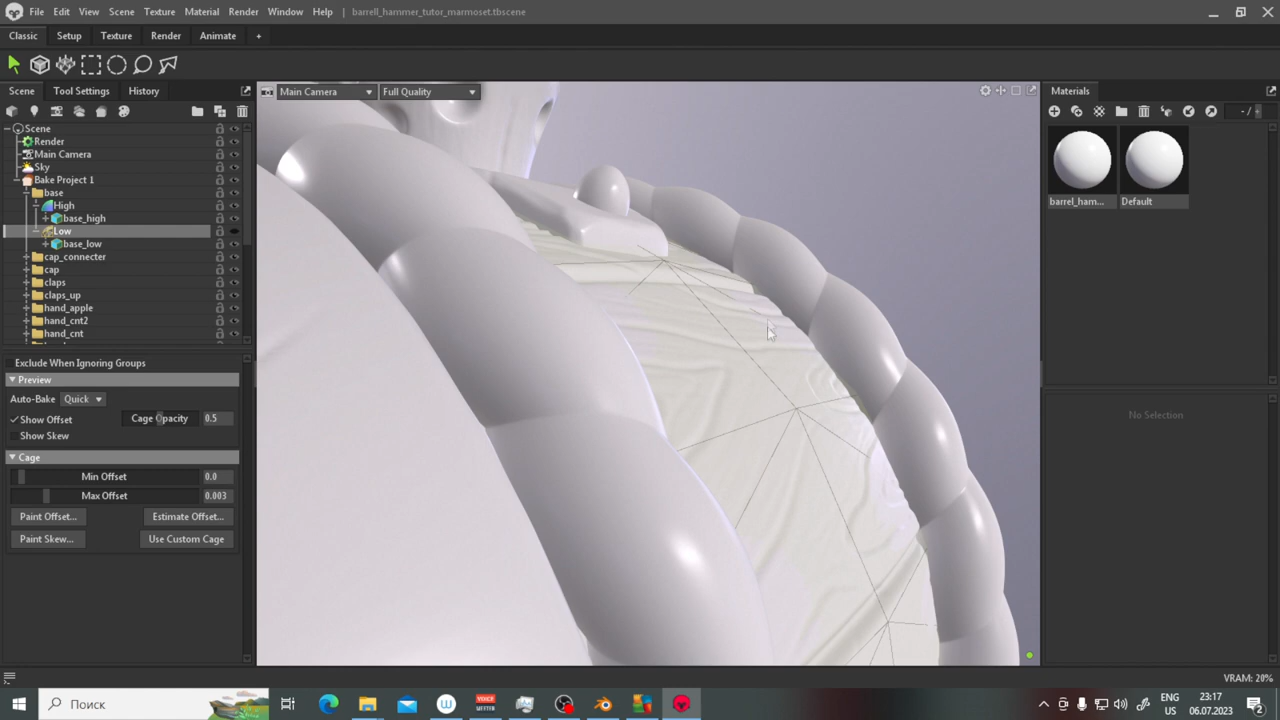 File Edit View Scene Texture Material Render Window Help barrell_hammer_tutor_marmoset.tbscene
Classic Setup Texture Render Animate +
Scene Tool Settings History Main Camera Full Quality Materials
Scene
Render
Main Camera
Sky
Bake Project 1
base
High
base_high
Low
base_low
cap_connecter
cap
claps
claps_up
hand_apple
hand_cnt2
hand_cnt
- /
barrel_ham... Default
Exclude When Ignoring Groups
Preview
Auto-Bake Quick
Show Offset Cage Opacity 0.5
Show Skew
No Selection
Cage
Min Offset 0.0
Max Offset 0.003
Paint Offset... Estimate Offset...
Paint Skew... Use Custom Cage
VRAM: 20%
Поиск
VOICE
ENG 23:17
US 06.07.2023
2